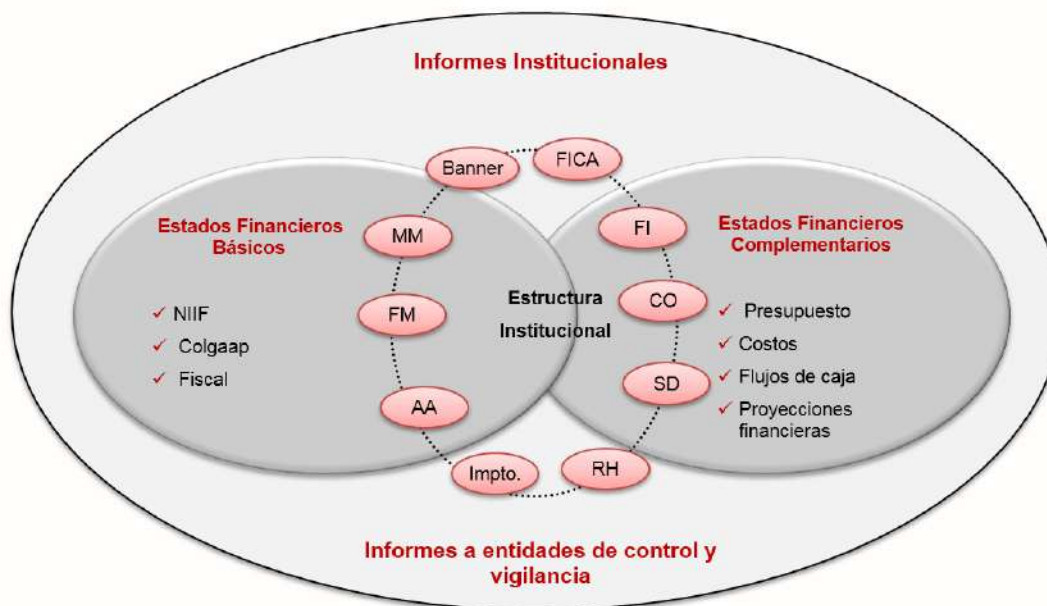 Informes Institucionales
Banner
FICA
Estados Financieros
Básicos
MM
FI
Estados Financieros
Complementarios
NIIF
Colgaap
Fiscal
FM
Estructura
Institucional
CO
Presupuesto
Costos
Flujos de caja
Proyecciones
financieras
AA
SD
Impto.
RH
Informes a entidades de control y
vigilancia